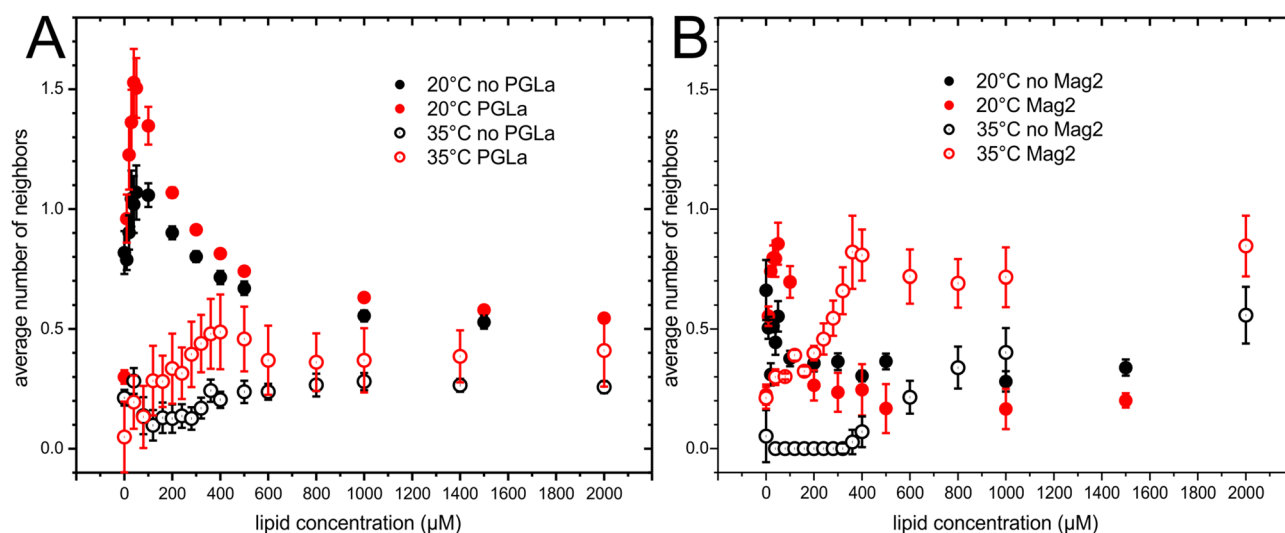 A
average number of neighbors
1.5
1.0
0.5
0.0
20°C no PGLa
20°C PGLa
35°C no PGLa
35°C PGLa
0 200 400 600 800 1000 1200 1400 1600 1800 2000
lipid concentration (µM)
B
average number of neighbors
1.5
1.0
0.5
0.0
20°C no Mag2
20°C Mag2
35°C no Mag2
35°C Mag2
0 200 400 600 800 1000 1200 1400 1600 1800 2000
lipid concentration (µM)